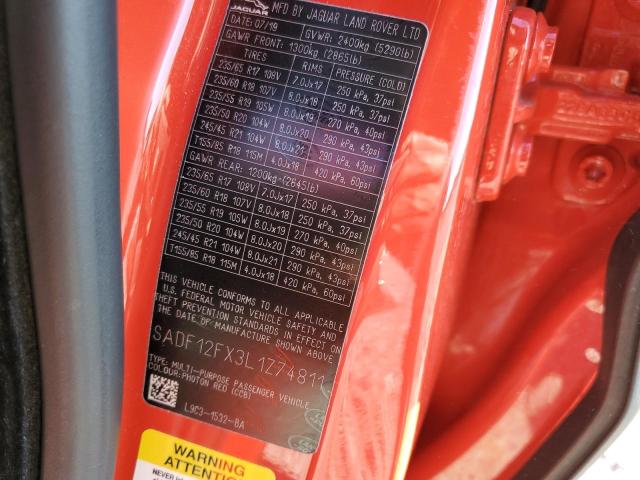 JAGUAR
MFD BY JAGUAR LAND ROVER LTD
DATE: 07/19 GVWR: 2400kg (5290lb)
GAWR FRONT: 1300kg (2865lb)
TIRES RIMS PRESSURE (COLD)
235/65 R17 108V 7.0Jx17 250 kPa, 37psi
235/60 R18 107V 8.0Jx18 250 kPa, 37psi
235/55 R19 105W 8.0Jx19 270 kPa, 40psi
235/50 R20 104W 8.0Jx20 290 kPa, 43psi
245/45 R21 104W 8.0Jx21 290 kPa, 43psi
T155/85 R18 115M 4.0Jx18 420 kPa, 60psi
GAWR REAR: 1200kg-(2645lb)
235/65 R17 108V 7.0Jx17 250 kPa, 37psi
235/60 R18 107V 8.0Jx18 250 kPa, 37psi
235/55 R19 105W 8.0Jx19 270 kPa, 40psi
235/50 R20 104W 8.0Jx20 290 kPa, 43psi
245/45 R21 104W 8.0Jx21 290 kPa, 43psi
T155/85 R18 115M 4.0Jx18 420 kPa, 60psi
THIS VEHICLE CONFORMS TO ALL APPLICABLE
U.S. FEDERAL MOTOR VEHICLE SAFETY AND
THEFT PREVENTION STANDARDS IN EFFECT ON
THE DATE OF MANUFACTURE SHOWN ABOVE
SADF12FX3L1Z74811
TYPE: MULTI-PURPOSE PASSENGER VEHICLE
COLOUR:PHOTON RED (CCB)
L9C3-1532-BA
WARNING
ATTENTION
NEVER